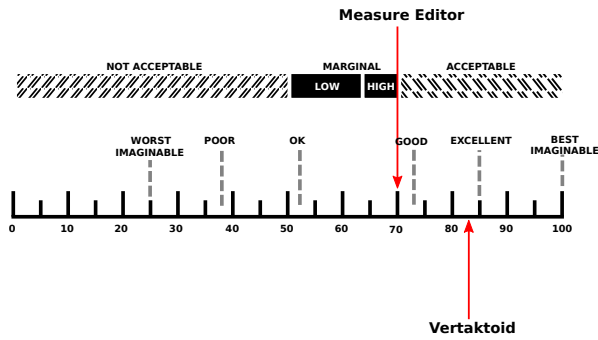 Measure Editor
NOT ACCEPTABLE MARGINAL ACCEPTABLE
LOW HIGH
WORST IMAGINABLE POOR OK GOOD EXCELLENT BEST IMAGINABLE
0 10 20 30 40 50 60 70 80 90 100
Vertaktoid